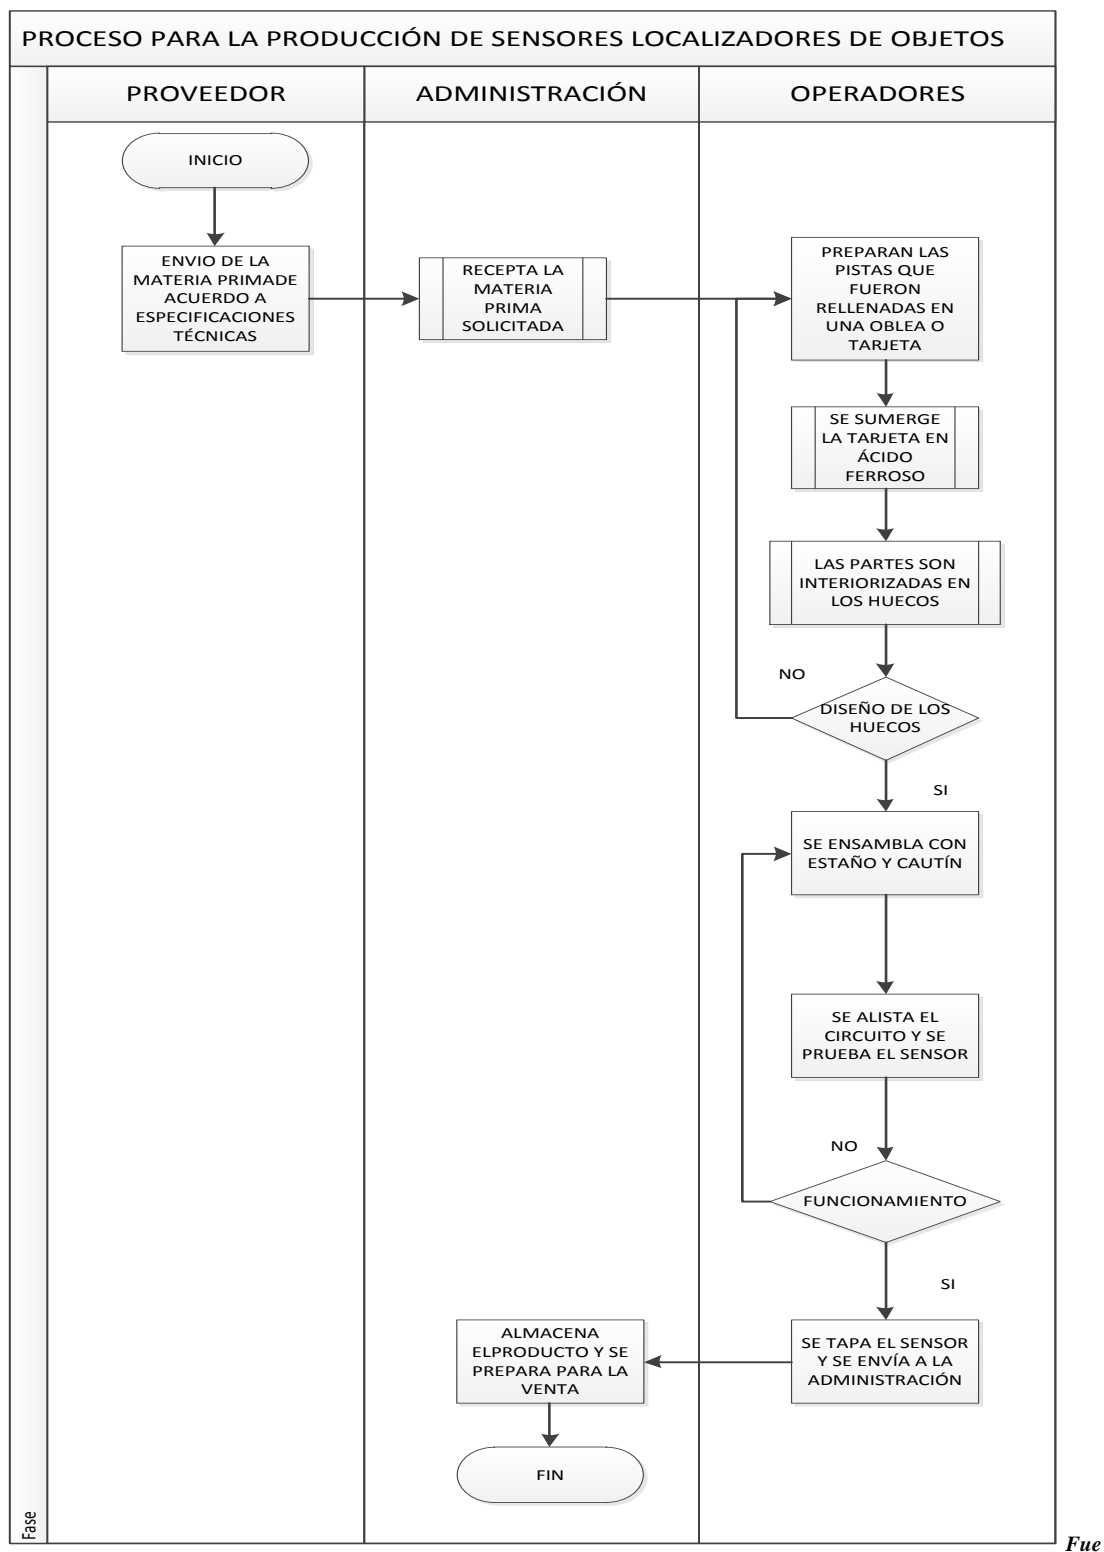 PROCESO PARA LA PRODUCCIÓN DE SENSORES LOCALIZADORES DE OBJETOS
PROVEEDOR
ADMINISTRACIÓN
OPERADORES
INICIO
ENVIO DE LA
MATERIA PRIMADE
ACUERDO A
ESPECIFICACIONES
TÉCNICAS
RECEPTA LA
MATERIA
PRIMA
SOLICITADA
PREPARAN LAS
PISTAS QUE
FUERON
RELLENADAS EN
UNA OBLEA O
TARJETA
SE SUMERGE
LA TARJETA EN
ÁCIDO
FERROSO
LAS PARTES SON
INTERIORIZADAS EN
LOS HUECOS
NO
DISEÑO DE LOS
HUECOS
SI
SE ENSAMBLA CON
ESTAÑO Y CAUTÍN
SE ALISTA EL
CIRCUITO Y SE
PRUEBA EL SENSOR
NO
FUNCIONAMIENTO
SI
SE TAPA EL SENSOR
Y SE ENVÍA A LA
ADMINISTRACIÓN
ALMACENA
ELPRODUCTO Y SE
PREPARA PARA LA
VENTA
FIN
Fase
Fue